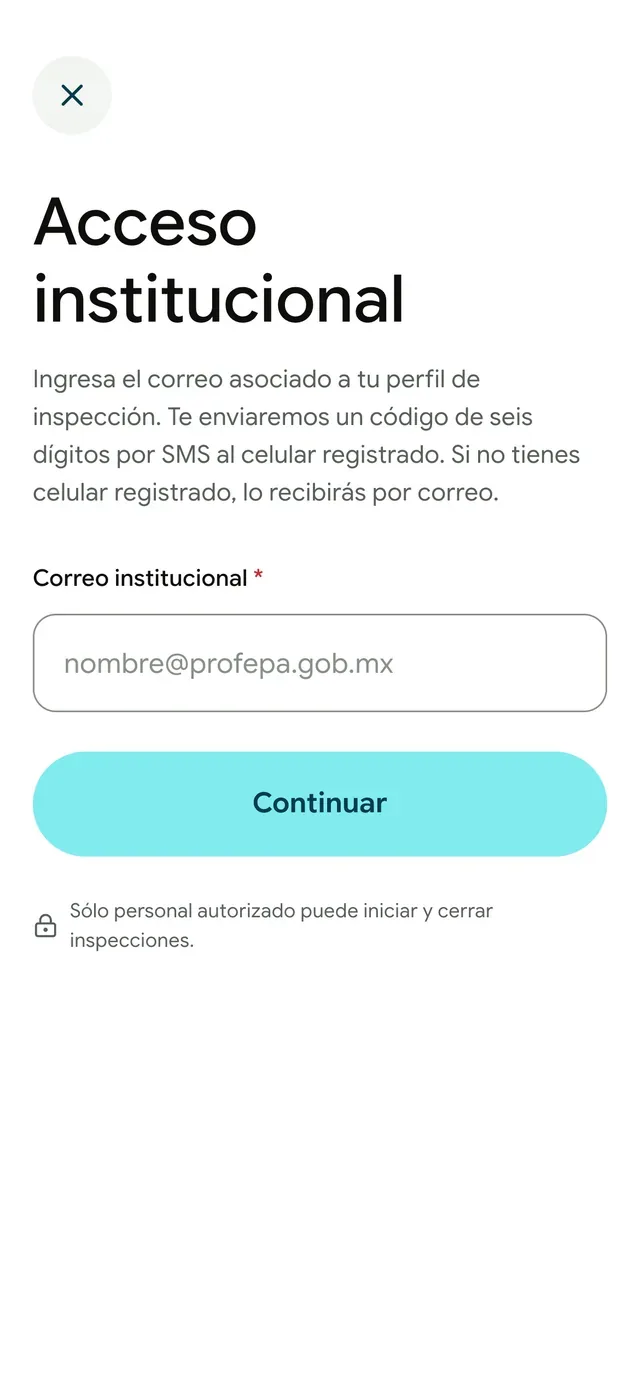 Acceso
institucional
Ingresa el correo asociado a tu perfil de
inspección. Te enviaremos un código de seis
dígitos por SMS al celular registrado. Si no tienes
celular registrado, lo recibirás por correo.
Correo institucional *
nombre@profepa.gob.mx
Continuar
Sólo personal autorizado puede iniciar y cerrar
inspecciones.